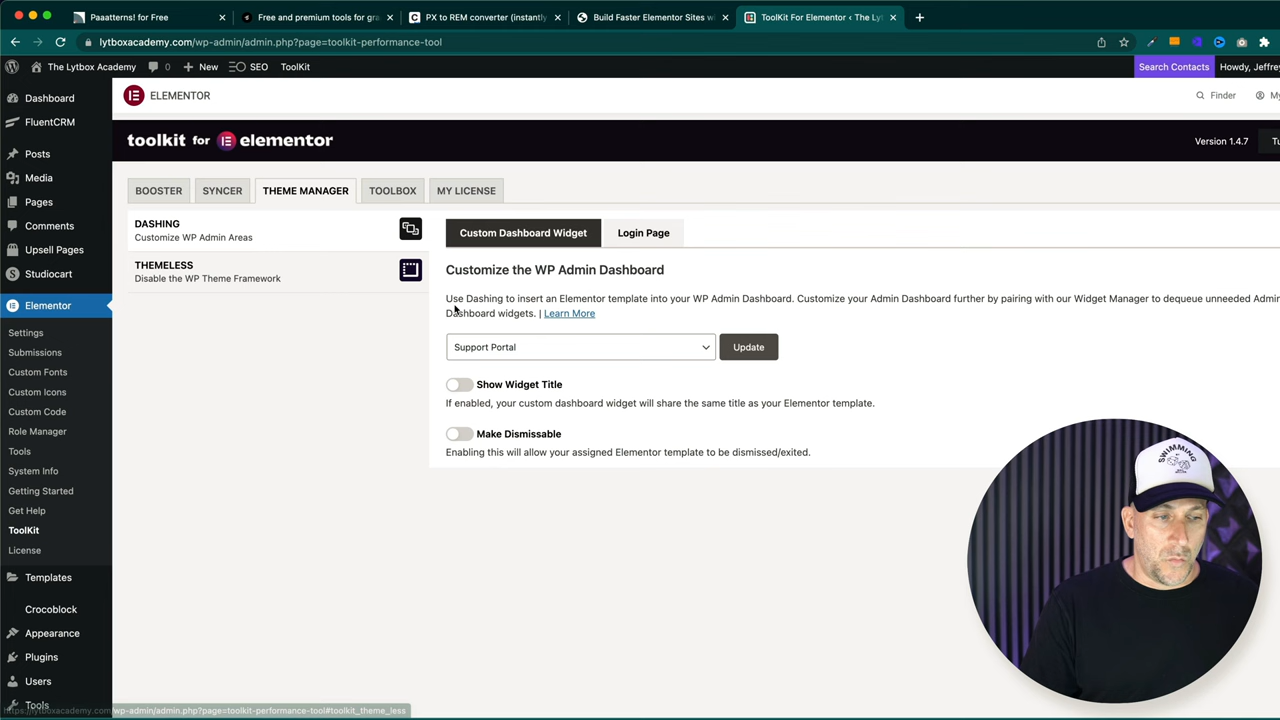 Paaatterns! for Free
Free and premium tools for gra
PX to REM converter (instantly
Build Faster Elementor Sites w
ToolKit For Elementor ‹ The Lyt
lytboxacademy.com/wp-admin/admin.php?page=toolkit-performance-tool
The Lytbox Academy
0
New
SEO
ToolKit
Search Contacts
Howdy, Jeffrey
Dashboard
FluentCRM
Posts
Media
Pages
Comments
Upsell Pages
Studiocart
Elementor
Settings
Submissions
Custom Fonts
Custom Icons
Custom Code
Role Manager
Tools
System Info
Getting Started
Get Help
ToolKit
License
Templates
Crocoblock
Appearance
Plugins
Users
Tools
ELEMENTOR
Finder
My
toolkit for elementor
Version 1.4.7
Tu
BOOSTER
SYNCER
THEME MANAGER
TOOLBOX
MY LICENSE
DASHING
Customize WP Admin Areas
THEMELESS
Disable the WP Theme Framework
Custom Dashboard Widget
Login Page
Customize the WP Admin Dashboard
Use Dashing to insert an Elementor template into your WP Admin Dashboard. Customize your Admin Dashboard further by pairing with our Widget Manager to dequeue unneeded Admin
Dashboard widgets. | Learn More
Support Portal
Update
Show Widget Title
If enabled, your custom dashboard widget will share the same title as your Elementor template.
Make Dismissable
Enabling this will allow your assigned Elementor template to be dismissed/exited.
SWIMMING
https://lytboxacademy.com/wp-admin/admin.php?page=toolkit-performance-tool#toolkit_theme_less